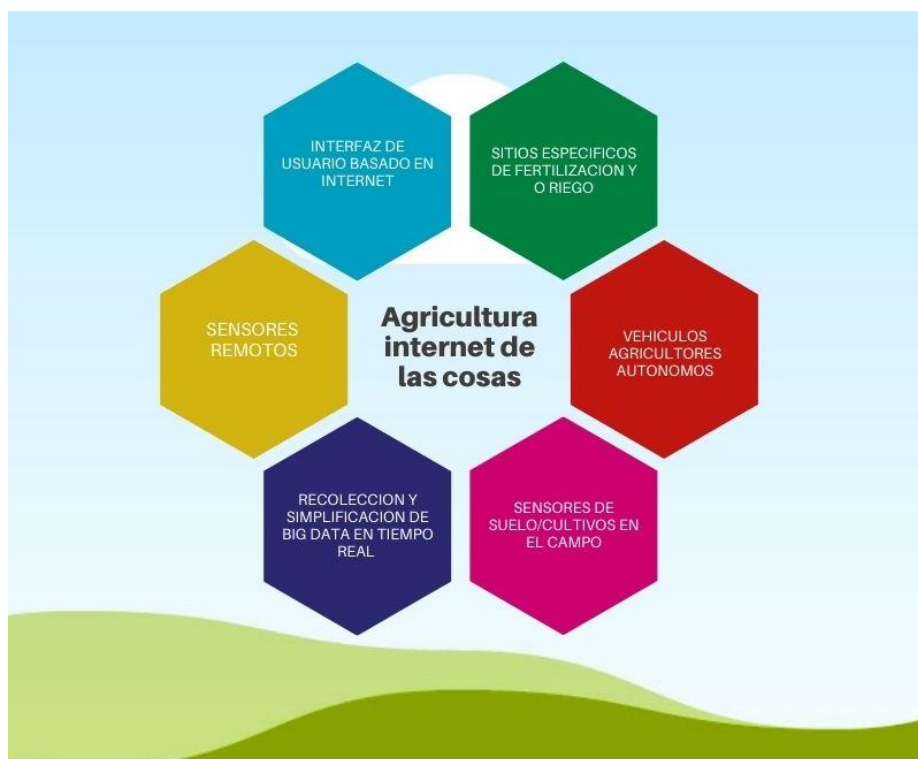 INTERFAZ DE
USUARIO BASADO EN
INTERNET
SITIOS ESPECIFICOS
DE FERTILIZACION Y
O RIEGO
SENSORES
REMOTOS
Agricultura
internet de
las cosas
VEHICULOS
AGRICULTORES
AUTONOMOS
RECOLECCION Y
SIMPLIFICACION DE
BIG DATA EN TIEMPO
REAL
SENSORES DE
SUELO/CULTIVOS EN
EL CAMPO